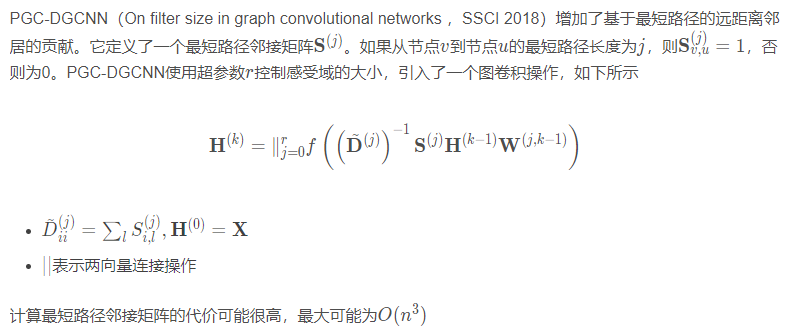 PGC-DGCNN（On filter size in graph convolutional networks ，SSCI 2018）增加了基于最短路径的远距离邻
居的贡献。它定义了一个最短路径邻接矩阵$\mathbf{S}^{(j)}$。如果从节点$v$到节点$u$的最短路径长度为$j$，则$\mathbf{S}_{v,u}^{(j)}=1$，否
则为0。PGC-DGCNN使用超参数$r$控制感受域的大小，引入了一个图卷积操作，如下所示
$\mathbf{H}^{(k)}=\|_{j=0}^{r} f\left(\left(\tilde{\mathbf{D}}^{(j)}\right)^{-1}\mathbf{S}^{(j)}\mathbf{H}^{(k-1)}\mathbf{W}^{(j,k-1)}\right)$
• $\tilde{D}_{ii}^{(j)}=\sum_{l} S_{i,l}^{(j)},\mathbf{H}^{(0)}=\mathbf{X}$
• $||$表示两向量连接操作
计算最短路径邻接矩阵的代价可能很高，最大可能为$O(n^3)$